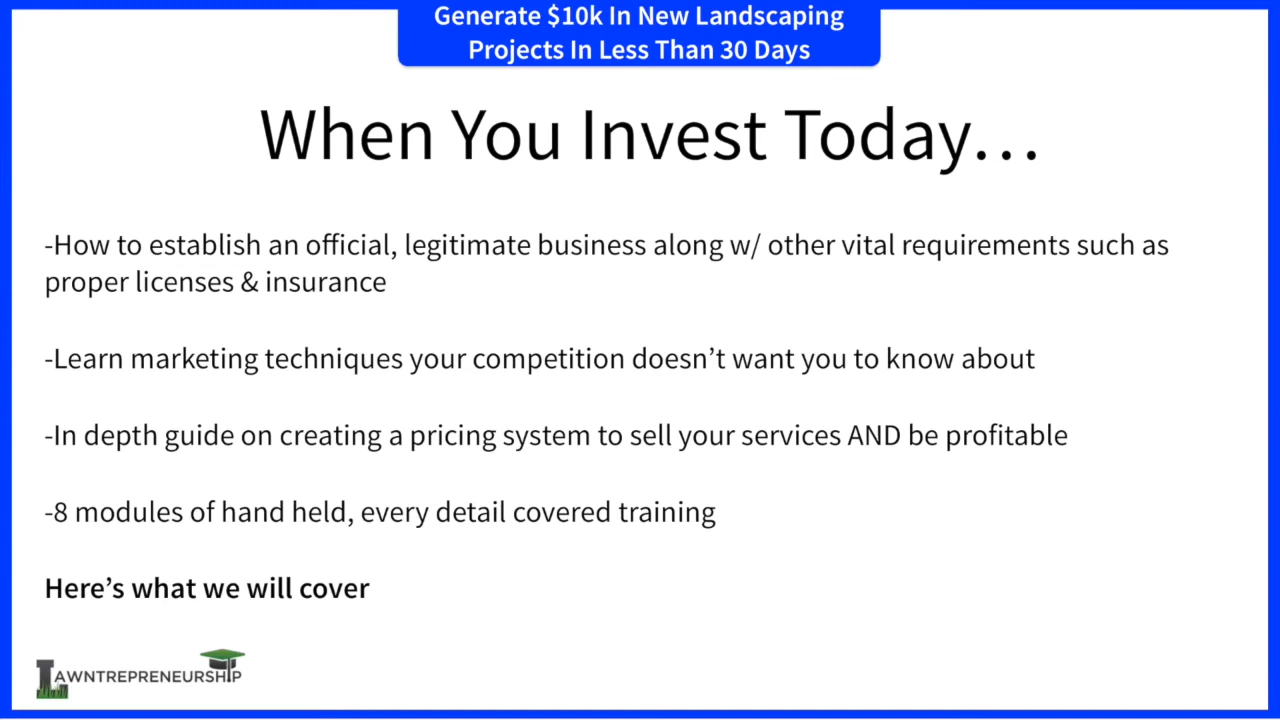 Generate $10k In New Landscaping
Projects In Less Than 30 Days
When You Invest Today…
-How to establish an official, legitimate business along w/ other vital requirements such as
proper licenses & insurance
-Learn marketing techniques your competition doesn’t want you to know about
-In depth guide on creating a pricing system to sell your services AND be profitable
-8 modules of hand held, every detail covered training
Here’s what we will cover
LAWNTREPRENEURSHIP